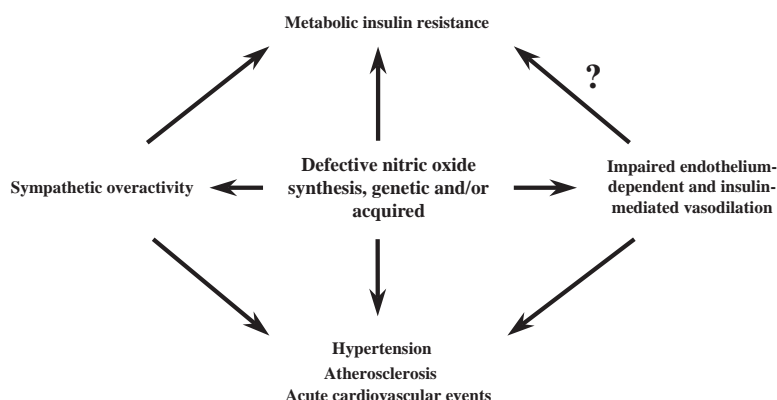 Metabolic insulin resistance
?
Defective nitric oxide
synthesis, genetic and/or
acquired
Sympathetic overactivity
Impaired endothelium-
dependent and insulin-
mediated vasodilation
Hypertension
Atherosclerosis
Acute cardiovascular events